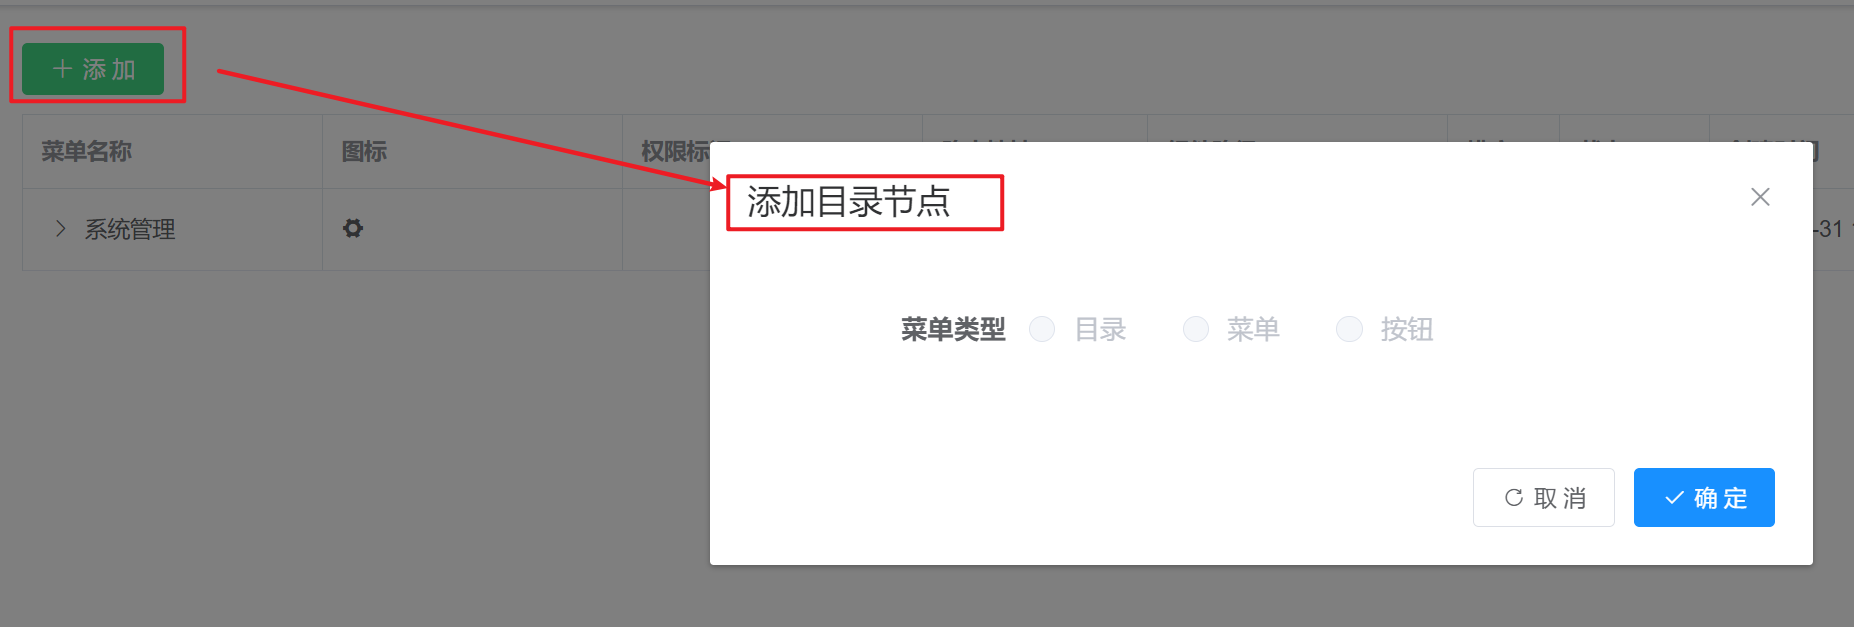 添 加
菜单名称 图标 权限标
系统管理
-31
添加目录节点
菜单类型 目录 菜单 按钮
取 消 确 定